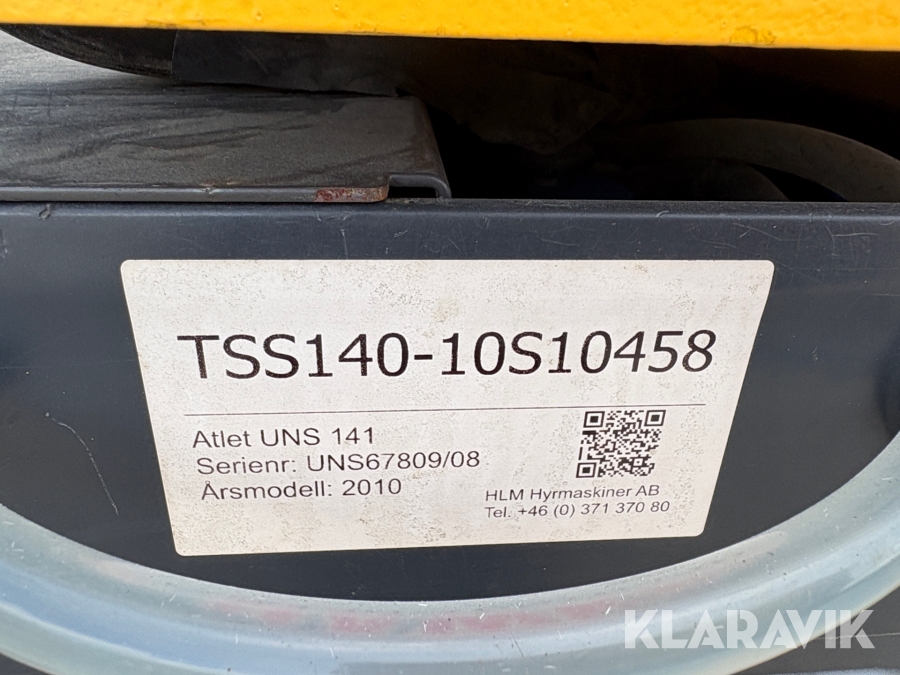 TSS140-10S10458
Atlet UNS 141
Serienr: UNS67809/08
Årsmodell: 2010
HLM Hyrmaskiner AB
Tel. +46 (0) 371 370 80
KLARAVIK